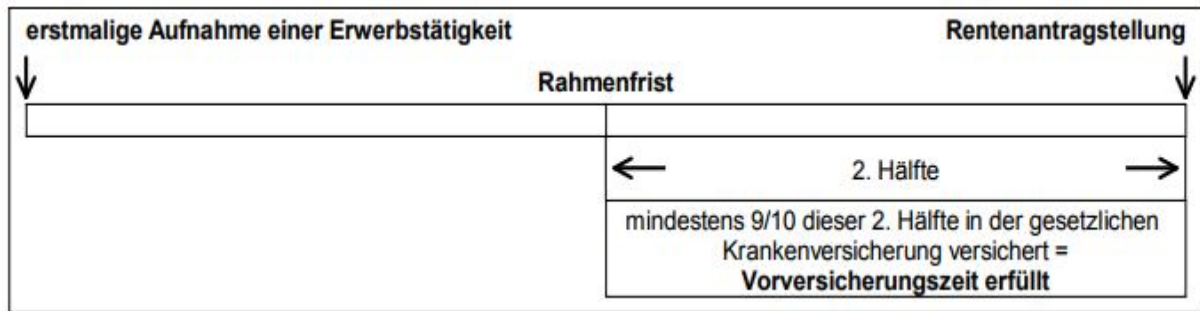 erstmalige Aufnahme einer Erwerbstätigkeit Rentenantragstellung
Rahmenfrist
2. Hälfte
mindestens 9/10 dieser 2. Hälfte in der gesetzlichen
Krankenversicherung versichert =
Vorversicherungszeit erfüllt